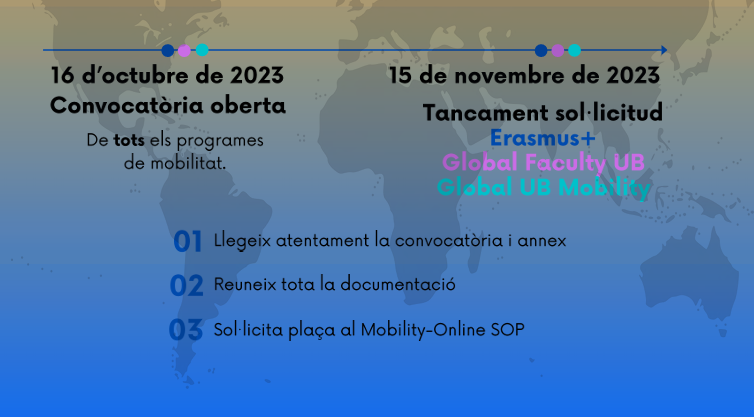 16 d'octubre de 2023
Convocatòria oberta
De tots els programes
de mobilitat.
15 de novembre de 2023
Tancament sol·licitud
Erasmus+
Global Faculty UB
Global UB Mobility
01 Llegeix atentament la convocatòria i annex
02 Reuneix tota la documentació
03 Sol·licita plaça al Mobility-Online SOP